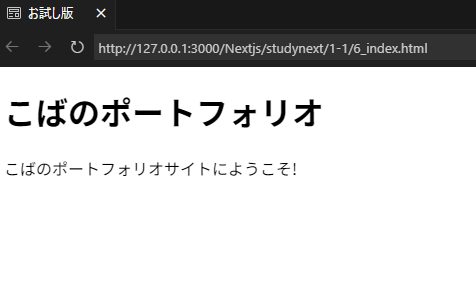 お試し版
http://127.0.0.1:3000/Nextjs/studynext/1-1/6_index.html
こばのポートフォリオ
こばのポートフォリオサイトにようこそ!